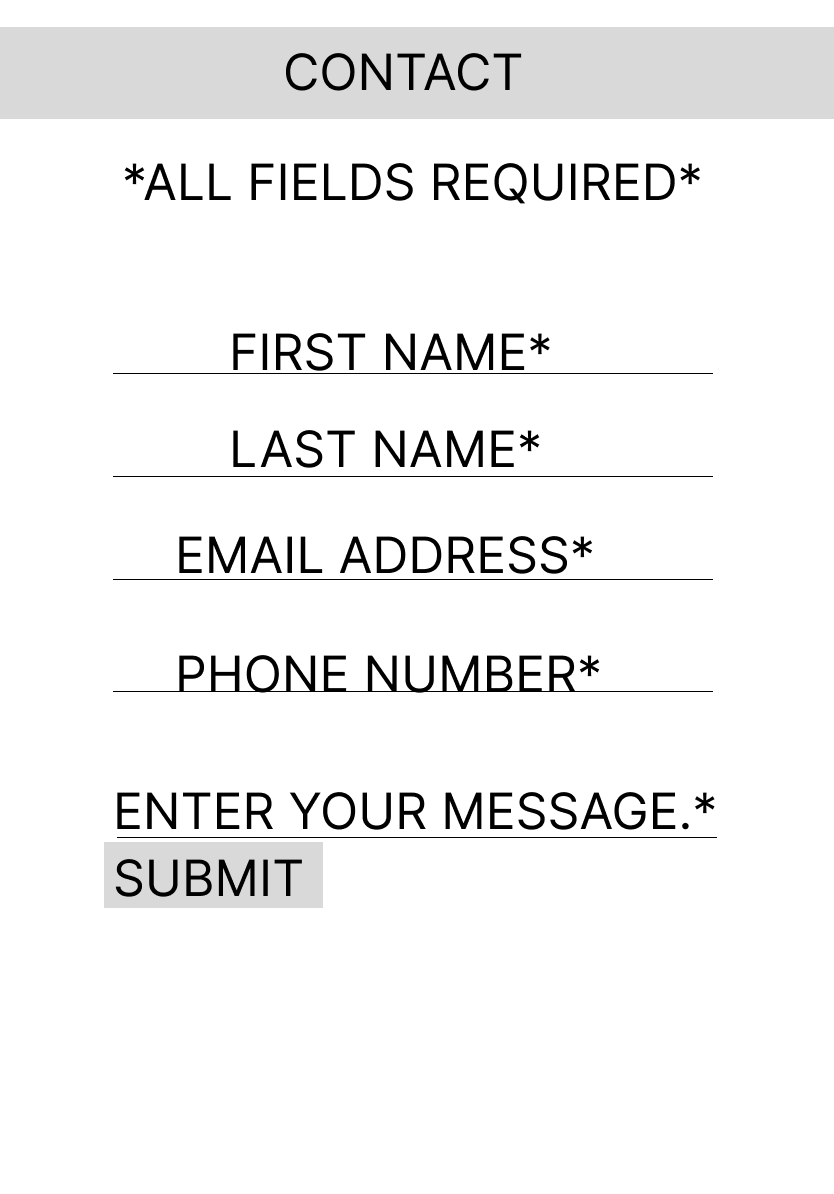 CONTACT
*ALL FIELDS REQUIRED*
FIRST NAME*
LAST NAME*
EMAIL ADDRESS*
PHONE NUMBER*
ENTER YOUR MESSAGE.*
SUBMIT